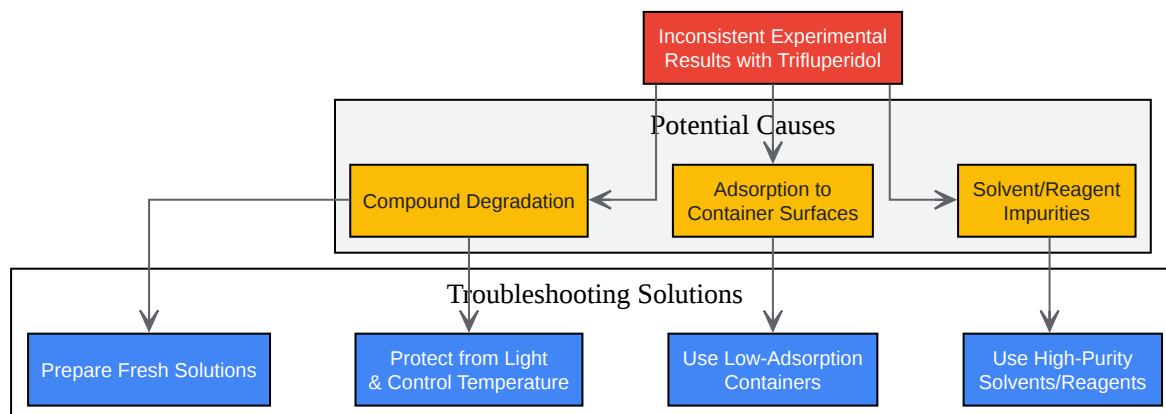 Inconsistent Experimental
Results with Trifluperidol
Potential Causes
Compound Degradation
Adsorption to
Container Surfaces
Solvent/Reagent
Impurities
Troubleshooting Solutions
Prepare Fresh Solutions
Protect from Light
& Control Temperature
Use Low-Adsorption
Containers
Use High-Purity
Solvents/Reagents